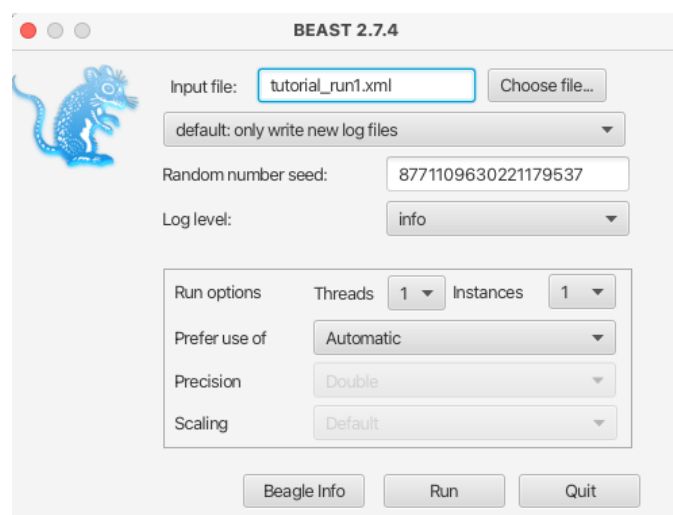 BEAST 2.7.4
Input file: tutorial_run1.xml Choose file...
default: only write new log files
Random number seed: 8771109630221179537
Log level: info
Run options Threads 1 Instances 1
Prefer use of Automatic
Precision Double
Scaling Default
Beagle Info Run Quit